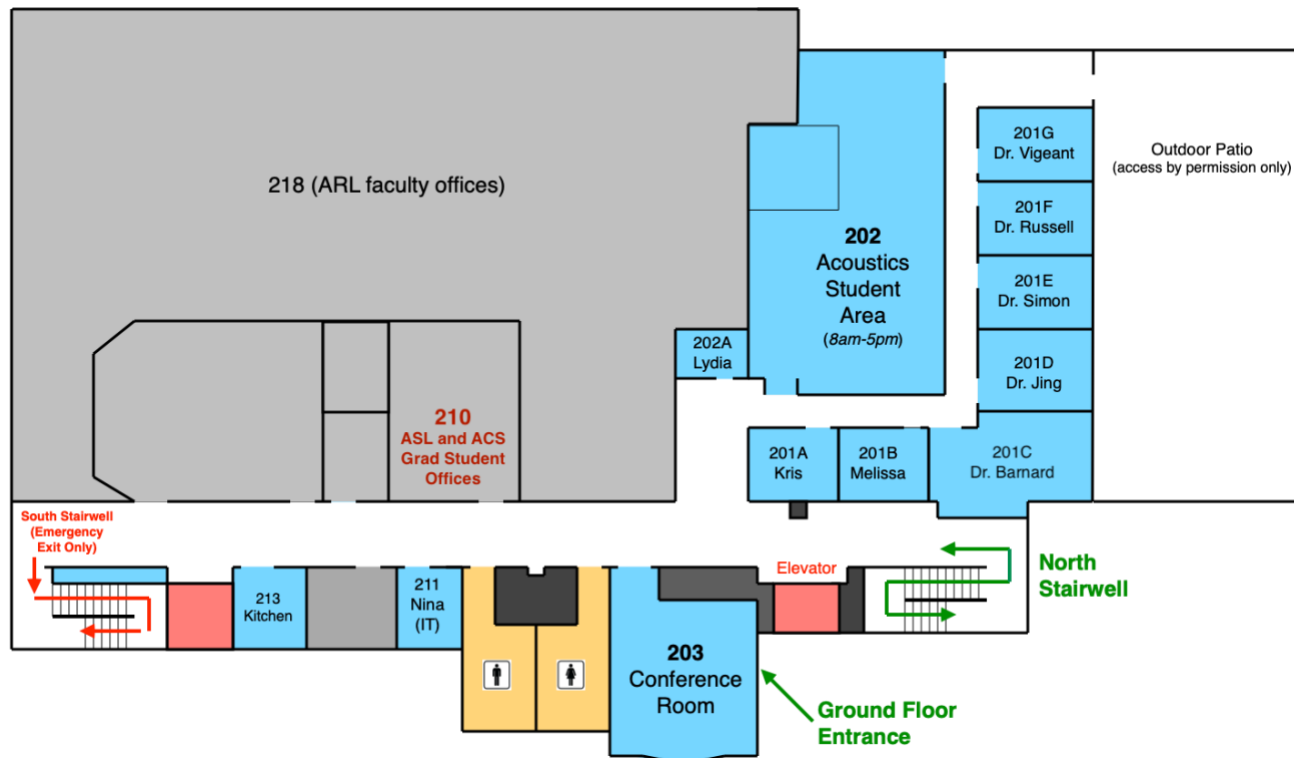 218 (ARL faculty offices)
202
Acoustics
Student
Area
(8am-5pm)
201G
Dr. Vigeant
201F
Dr. Russell
201E
Dr. Simon
201D
Dr. Jing
Outdoor Patio
(access by permission only)
202A
Lydia
210
ASL and ACS
Grad Student
Offices
201A
Kris
201B
Melissa
201C
Dr. Barnard
South Stairwell
(Emergency
Exit Only)
213
Kitchen
211
Nina
(IT)
203
Conference
Room
Elevator
North
Stairwell
Ground Floor
Entrance